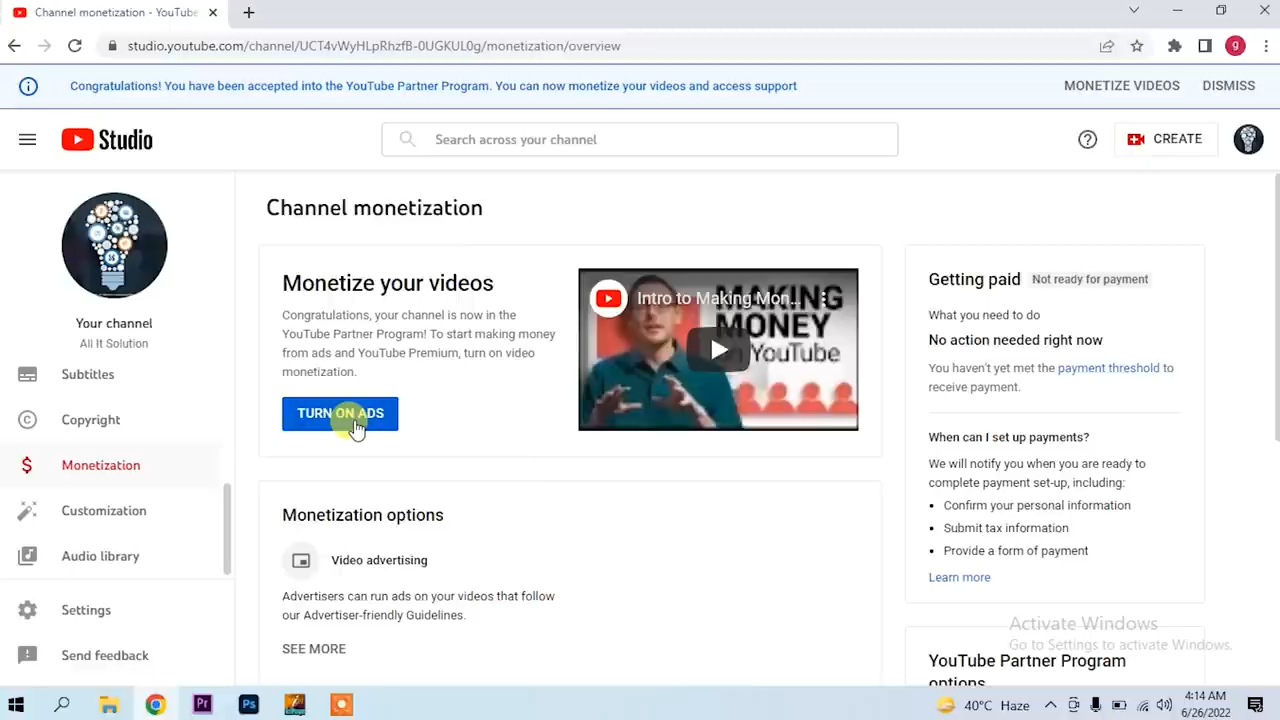 Channel monetization - YouTube
studio.youtube.com/channel/UCT4vWyHLpRhzfB-0UGKUL0g/monetization/overview
g
Congratulations! You have been accepted into the YouTube Partner Program. You can now monetize your videos and access support
MONETIZE VIDEOS
DISMISS
Studio
Search across your channel
CREATE
Your channel
All It Solution
Subtitles
Copyright
Monetization
Customization
Audio library
Settings
Send feedback
Channel monetization
Monetize your videos
Congratulations, your channel is now in the
YouTube Partner Program! To start making money
from ads and YouTube Premium, turn on video
monetization.
TURN ON ADS
Intro to Making Mon...
MAKING
MONEY
YouTube
Monetization options
Video advertising
Advertisers can run ads on your videos that follow
our Advertiser-friendly Guidelines.
SEE MORE
Getting paid
Not ready for payment
What you need to do
No action needed right now
You haven't yet met the payment threshold to
receive payment.
When can I set up payments?
We will notify you when you are ready to
complete payment set-up, including:
• Confirm your personal information
• Submit tax information
• Provide a form of payment
Learn more
YouTube Partner Program
options
Activate Windows
Go to Settings to activate Windows.
Pr
Ps
40°C Haze
4:14 AM
6/26/2022